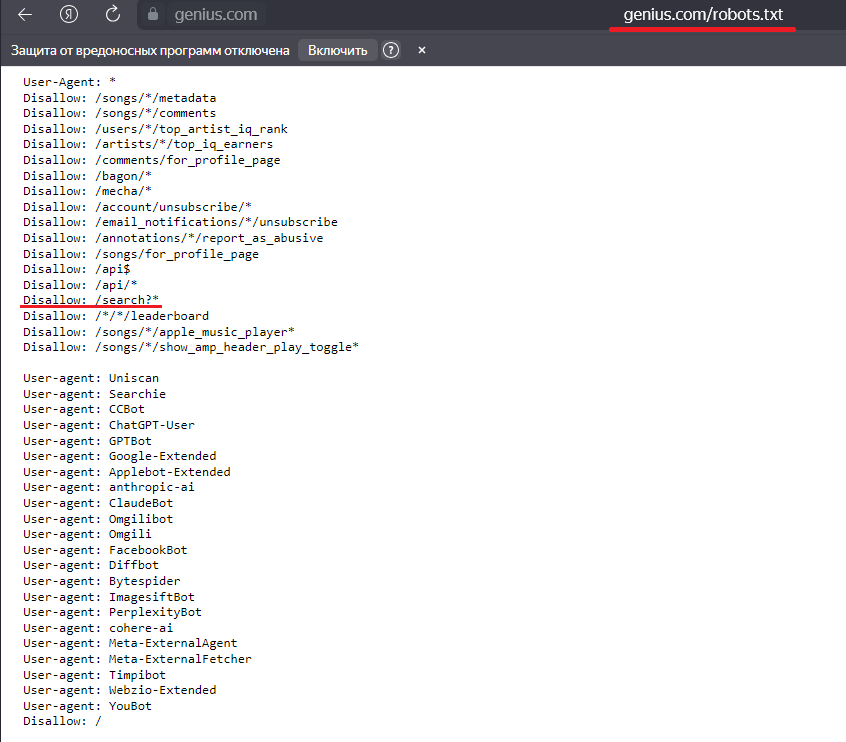 genius.com
genius.com/robots.txt
Защита от вредоносных программ отключена Включить ? ×
User-Agent: *
Disallow: /songs/*/metadata
Disallow: /songs/*/comments
Disallow: /users/*/top_artist_iq_rank
Disallow: /artists/*/top_iq_earners
Disallow: /comments/for_profile_page
Disallow: /bagon/*
Disallow: /mecha/*
Disallow: /account/unsubscribe/*
Disallow: /email_notifications/*/unsubscribe
Disallow: /annotations/*/report_as_abusive
Disallow: /songs/for_profile_page
Disallow: /api$
Disallow: /api/*
Disallow: /search?*
Disallow: /*/*/leaderboard
Disallow: /songs/*/apple_music_player*
Disallow: /songs/*/show_amp_header_play_toggle*
User-agent: Uniscan
User-agent: Searchie
User-agent: CCBot
User-agent: ChatGPT-User
User-agent: GPTBot
User-agent: Google-Extended
User-agent: Applebot-Extended
User-agent: anthropic-ai
User-agent: ClaudeBot
User-agent: Omgilibot
User-agent: Omgili
User-agent: FacebookBot
User-agent: Diffbot
User-agent: Bytespider
User-agent: ImagesiftBot
User-agent: PerplexityBot
User-agent: cohere-ai
User-agent: Meta-ExternalAgent
User-agent: Meta-ExternalFetcher
User-agent: Timpibot
User-agent: Webzio-Extended
User-agent: YouBot
Disallow: /